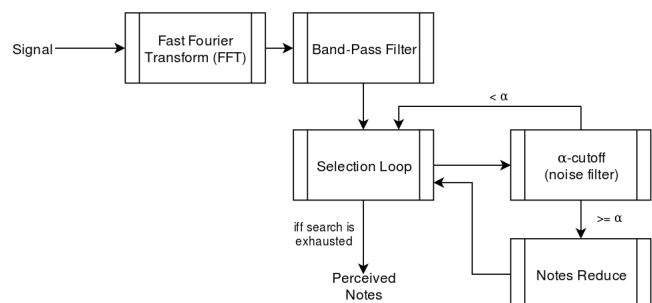 Signal
Fast Fourier
Transform (FFT)
Band-Pass Filter
< α
Selection Loop
α-cutoff
(noise filter)
iff search is
exhausted
>= α
Perceived
Notes
Notes Reduce